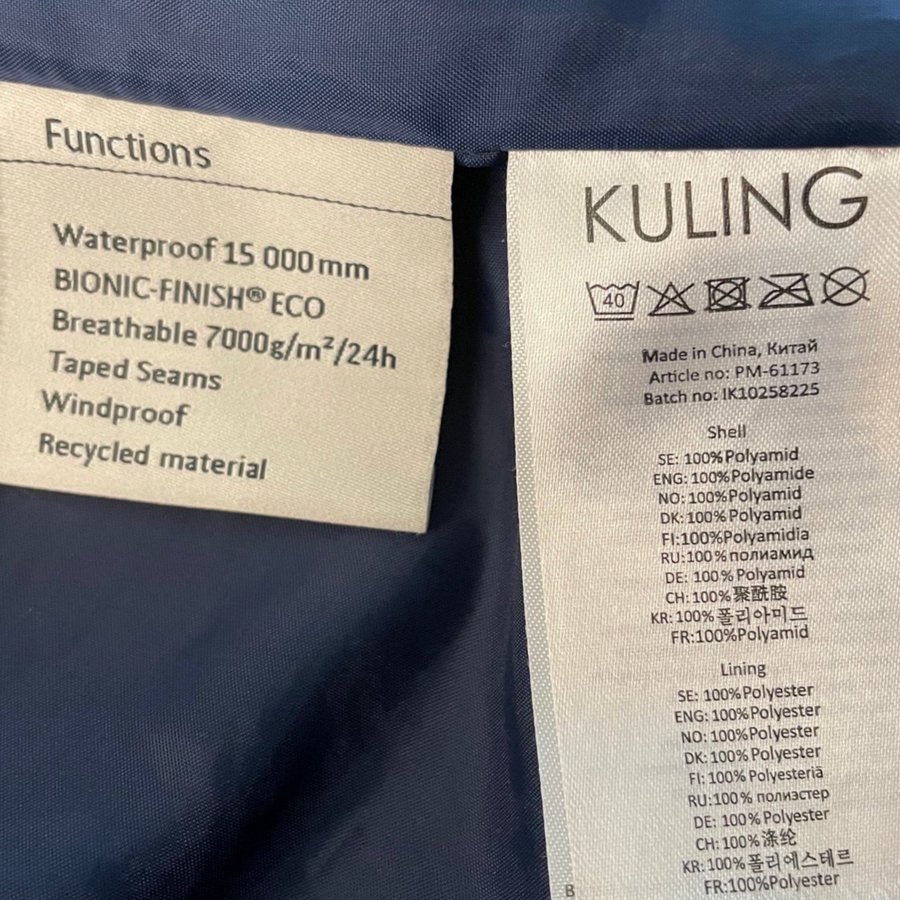 Functions
Waterproof 15 000 mm
BIONIC-FINISH® ECO
Breathable 7000g/m²/24h
Taped Seams
Windproof
Recycled material
KULING
40
Made in China, Китай
Article no: PM-61173
Batch no: IK10258225
Shell
SE: 100% Polyamid
ENG: 100% Polyamide
NO: 100% Polyamid
DK: 100% Polyamid
FI:100%Polyamidia
RU:100% полиамид
DE: 100% Polyamid
CH: 100%聚酰胺
KR: 100% 폴리아미드
FR:100%Polyamid
Lining
SE: 100%Polyester
ENG: 100%Polyester
NO: 100%Polyester
DK: 100% Polyester
FI: 100% Polyesteriä
RU:100% полиэстер
DE: 100% Polyester
CH: 100%涤纶
KR: 100%폴리에스테르
FR:100%Polyester
B